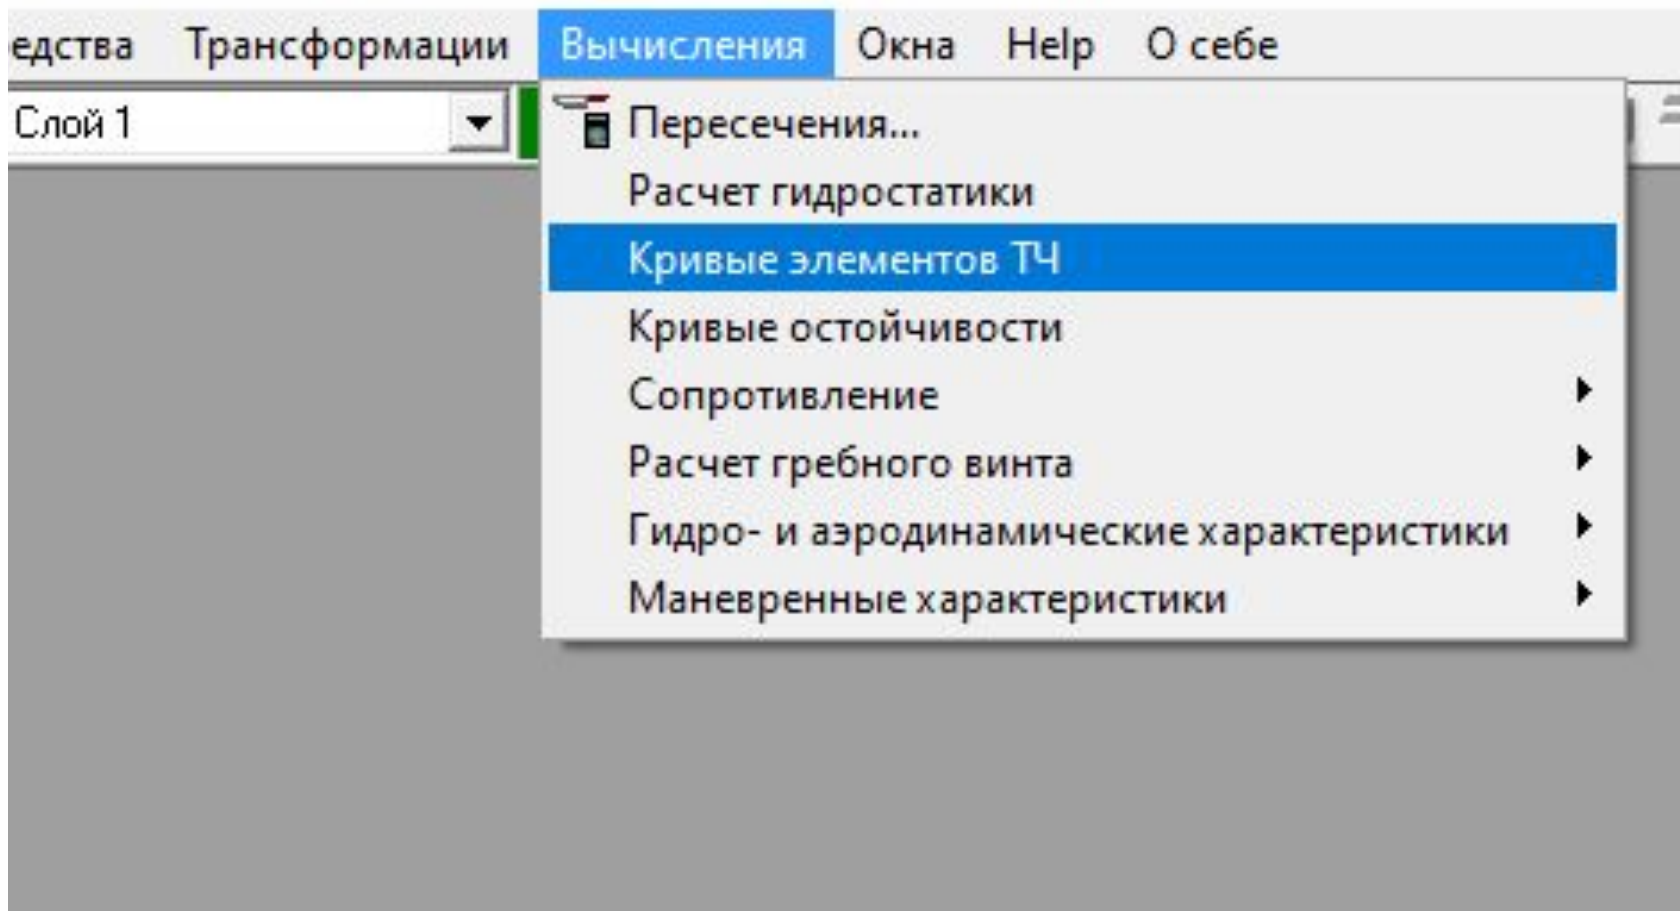 едства Трансформации Вычисления Окна Help О себе
Слой 1
Пересечения...
Расчет гидростатики
Кривые элементов ТЧ
Кривые остойчивости
Сопротивление
Расчет гребного винта
Гидро- и аэродинамические характеристики
Маневренные характеристики